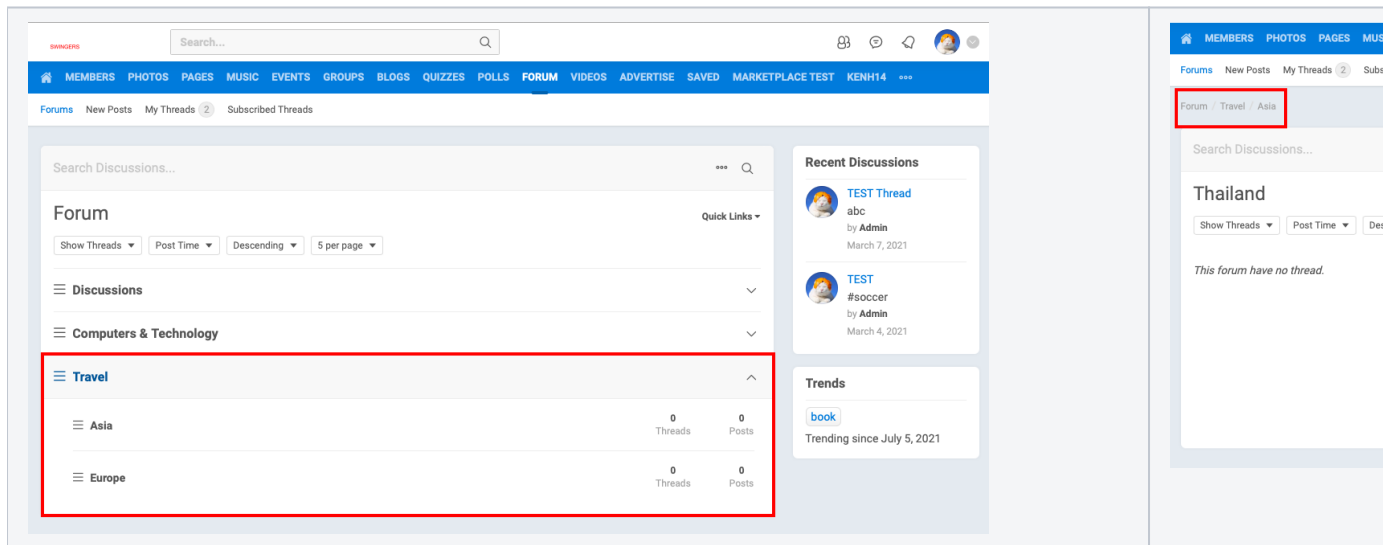 SWINGERS
Search...
MEMBERS PHOTOS PAGES MUSIC EVENTS GROUPS BLOGS QUIZZES POLLS FORUM VIDEOS ADVERTISE SAVED MARKETPLACE TEST KENH14
Forums New Posts My Threads 2 Subscribed Threads
Search Discussions...
Forum
Quick Links
Show Threads Post Time Descending 5 per page
Discussions
Computers & Technology
Travel
Asia
0 0
Threads Posts
Europe
0 0
Threads Posts
Recent Discussions
TEST Thread
abc
by Admin
March 7, 2021
TEST
#soccer
by Admin
March 4, 2021
Trends
book
Trending since July 5, 2021
MEMBERS PHOTOS PAGES MUS
Forums New Posts My Threads 2 Subs
Forum / Travel / Asia
Search Discussions...
Thailand
Show Threads Post Time Des
This forum have no thread.